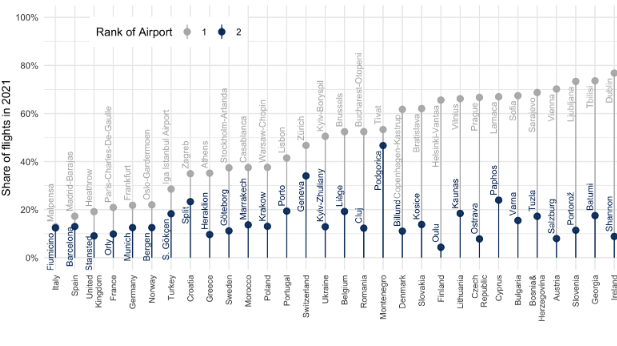 Rank of Airport 1 2
Share of flights in 2021
100%
80%
60%
40%
20%
0%
Malpensa
Madrid-Barajas
Heathrow
Paris-Charles-De-Gaulle
Frankfurt
Oslo-Gardermoen
Iga Istanbul Airport
Zagreb
Athens
Stockholm-Arlanda
Casablanca
Warsaw-Chopin
Lisbon
Zürich
Kyiv-Boryspil
Brussels
Bucharest-Otopeni
Tivat
Copenhagen-Kastrup
Bratislava
Helsinki-Vantaa
Vilnius
Prague
Larnaca
Sofia
Sarajevo
Vienna
Ljubljana
Tbilisi
Dublin
Fiumicino
Barcelona
Stansted
Orly
Munich
Bergen
S. Gökçen
Split
Heraklion
Göteborg
Marrakech
Krakow
Porto
Geneva
Kyiv-Zhuliany
Liège
Cluj
Podgorica
Billund
Kosice
Oulu
Kaunas
Ostrava
Paphos
Varna
Tuzla
Salzburg
Portorož
Batumi
Shannon
Italy
Spain
United
Kingdom
France
Germany
Norway
Turkey
Croatia
Greece
Sweden
Morocco
Poland
Portugal
Switzerland
Ukraine
Belgium
Romania
Montenegro
Denmark
Slovakia
Finland
Lithuania
Czech
Republic
Cyprus
Bulgaria
Bosnia&
Herzegovina
Austria
Slovenia
Georgia
Ireland